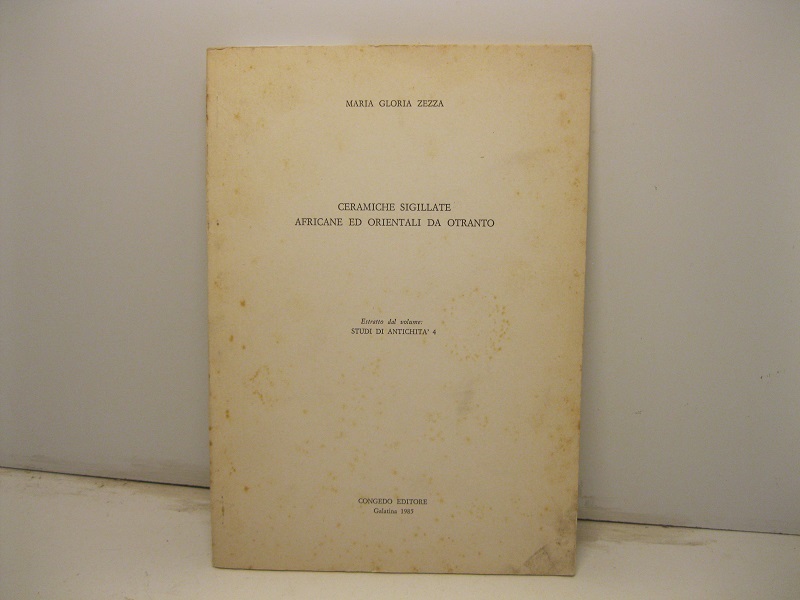 MARIA GLORIA ZEZZA
CERAMICHE SIGILLATE
AFRICANE ED ORIENTALI DA OTRANTO
Estratto dal volume:
STUDI DI ANTICHITA' 4
CONGEDO EDITORE
Galatina 1983